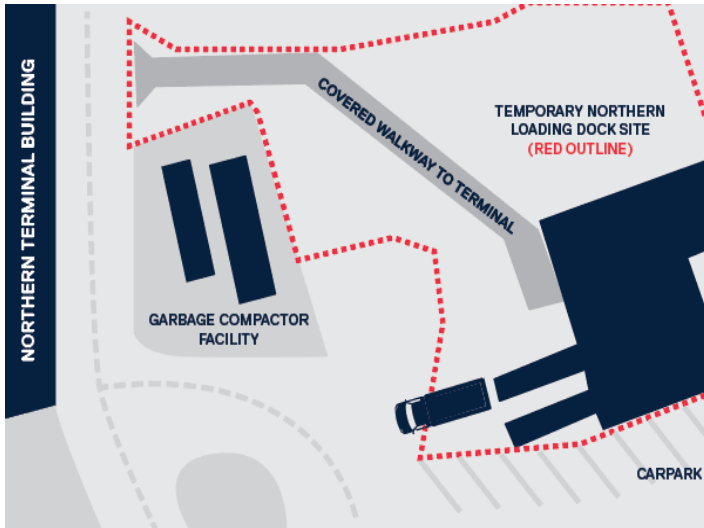 NORTHERN TERMINAL BUILDING
COVERED WALKWAY TO TERMINAL
TEMPORARY NORTHERN
LOADING DOCK SITE
(RED OUTLINE)
GARBAGE COMPACTOR
FACILITY
CARPARK